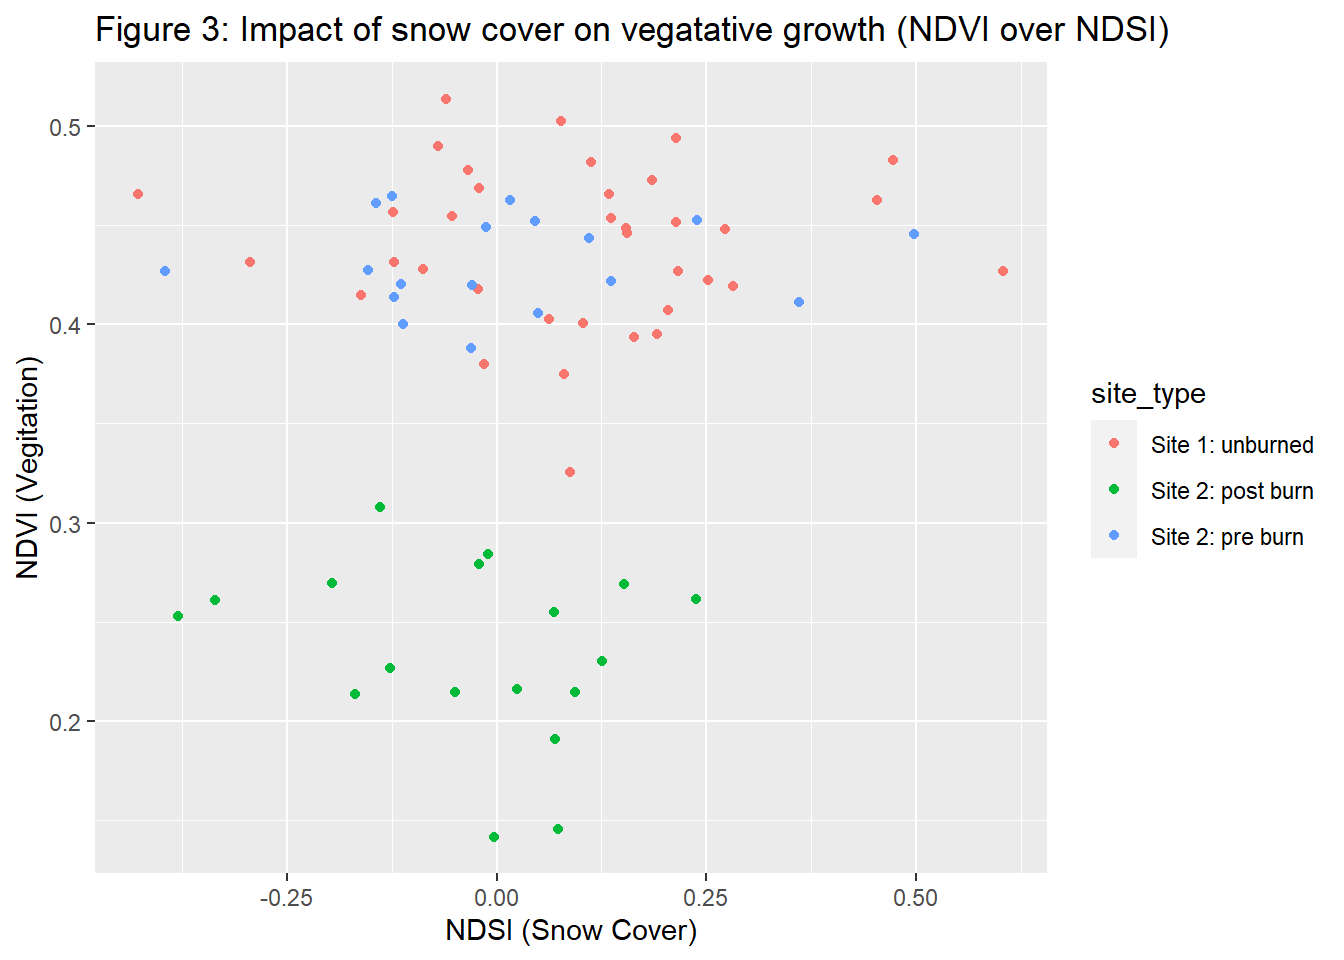 Figure 3: Impact of snow cover on vegatative growth (NDVI over NDSI)
NDVI (Vegitation)
0.5
0.4
0.3
0.2
-0.25
0.00
0.25
0.50
NDSI (Snow Cover)
site_type
Site 1: unburned
Site 2: post burn
Site 2: pre burn